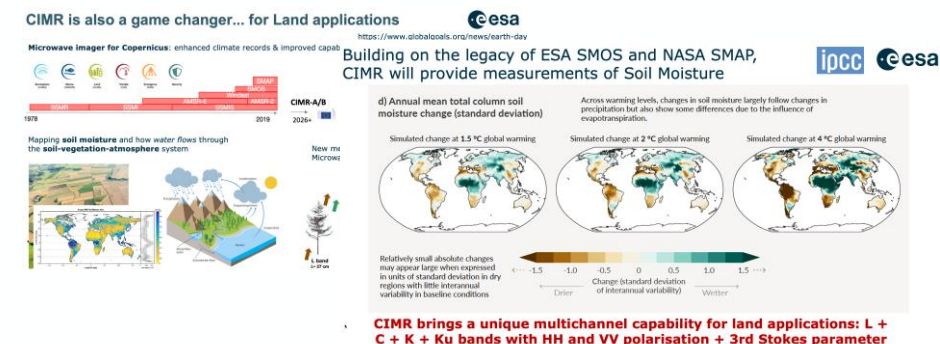 CIMR is also a game changer... for Land applications
esa
https://www.globalgoals.org/news/earth-day
Microwave imager for Copernicus: enhanced climate records & improved capab
SMAP
SMOS
Windsat
AMSR-E
AMSR-2
SSMR
SSMI
SSMIS
1978
2019
CIMR-A/B
2026+
Mapping soil moisture and how water flows through
the soil-vegetation-atmosphere system
New me
Microwa
L band
Building on the legacy of ESA SMOS and NASA SMAP,
CIMR will provide measurements of Soil Moisture
ipcc
esa
d) Annual mean total column soil
moisture change (standard deviation)
Across warming levels, changes in soil moisture largely follow changes in
precipitation but also show some differences due to the influence of
evapotranspiration.
Simulated change at 1.5 °C global warming
Simulated change at 2 °C global warming
Simulated change at 4 °C global warming
Relatively small absolute changes
may appear large when expressed
in units of standard deviation in dry
regions with little interannual
variability in baseline conditions
-1.5 -1.0 -0.5 0 0.5 1.0 1.5
Change (standard deviation
of interannual variability)
Drier
Wetter
CIMR brings a unique multichannel capability for land applications: L +
C + K + Ku bands with HH and VV polarisation + 3rd Stokes parameter